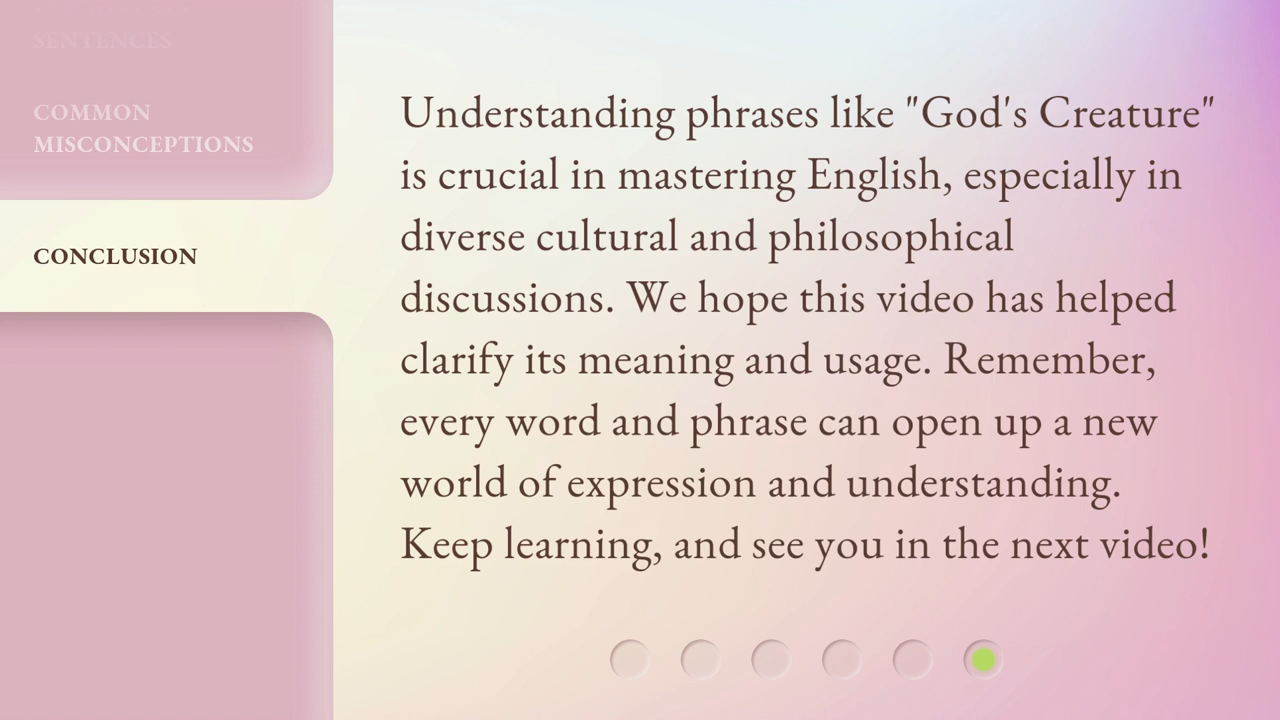 SENTENCES
COMMON
MISCONCEPTIONS
CONCLUSION
Understanding phrases like "God's Creature"
is crucial in mastering English, especially in
diverse cultural and philosophical
discussions. We hope this video has helped
clarify its meaning and usage. Remember,
every word and phrase can open up a new
world of expression and understanding.
Keep learning, and see you in the next video!